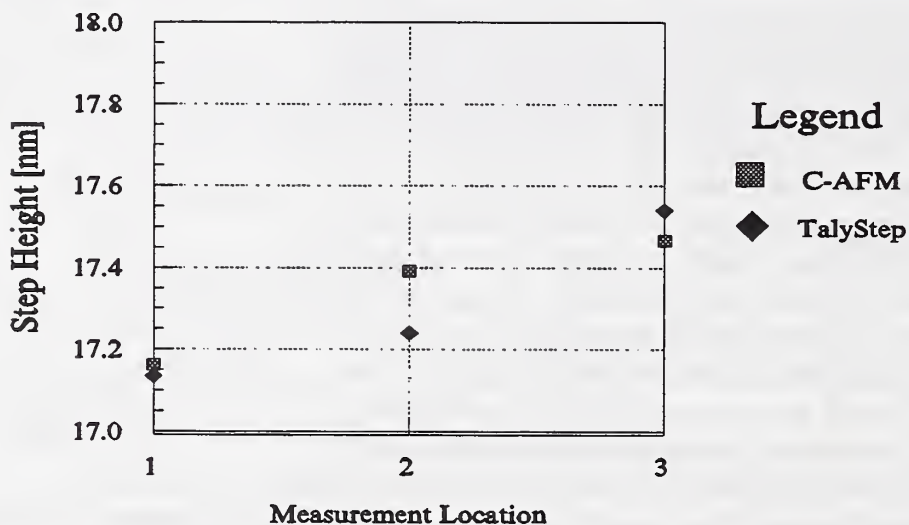 18.0
17.8
17.6
17.4
17.2
17.0
Step Height [nm]
1 2 3
Measurement Location
Legend
C-AFM
TalyStep